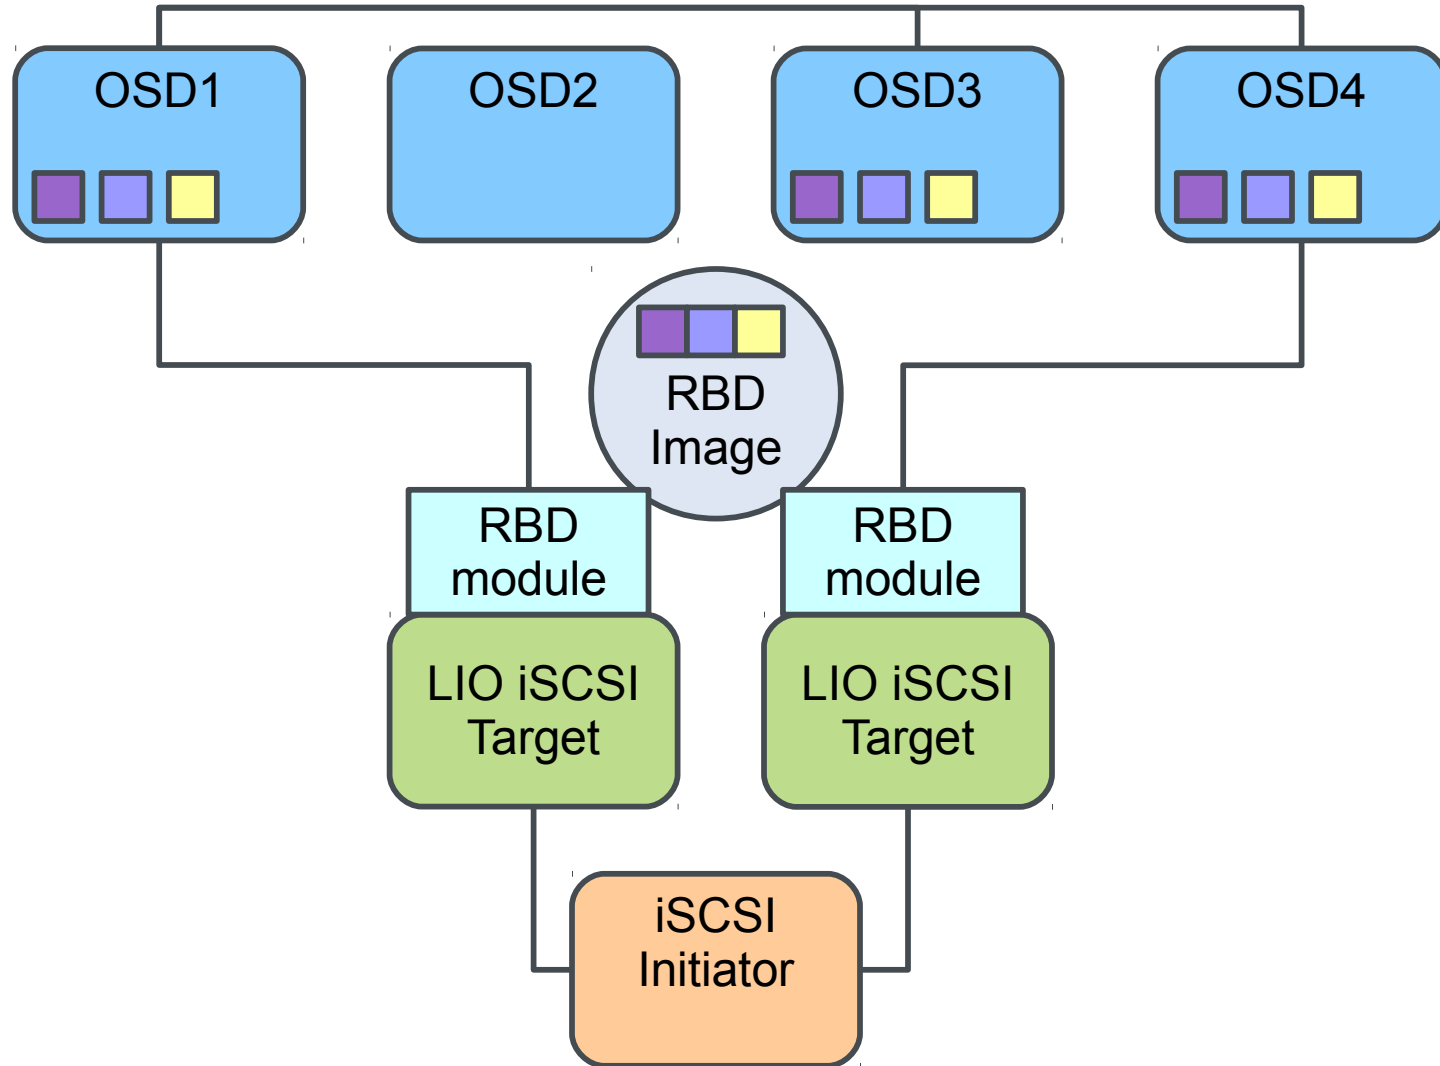 OSD1
OSD2
OSD3
OSD4
RBD
Image
RBD
module
RBD
module
LIO iSCSI
Target
LIO iSCSI
Target
iSCSI
Initiator